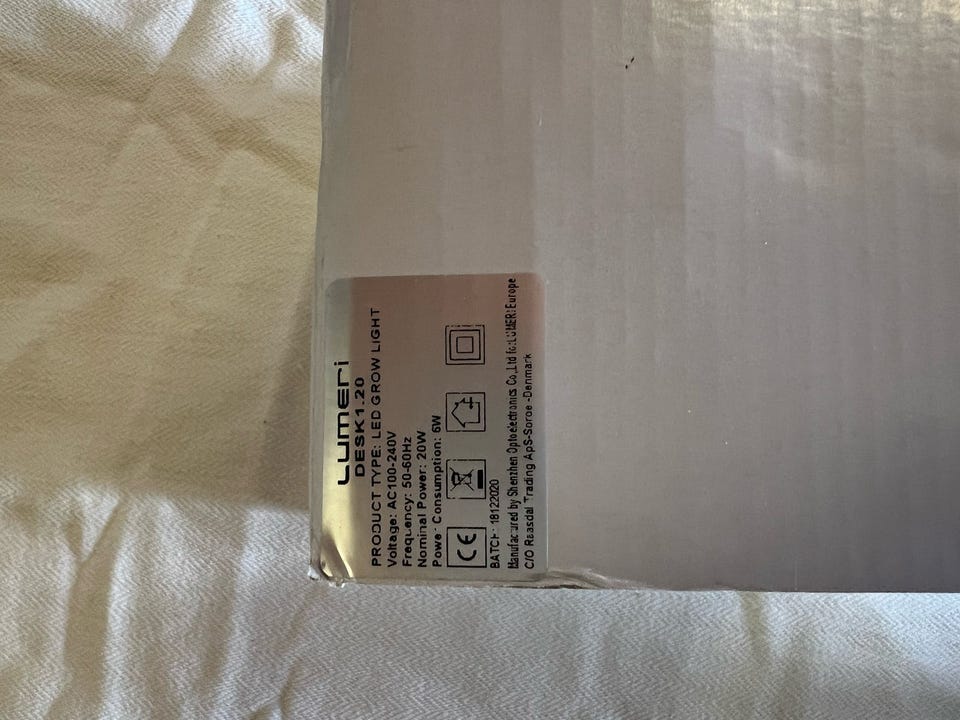 LUMERI
DESK1.20
PRODUCT TYPE: LED GROW LIGHT
Voltage: AC100-240V
Frequency: 50-60Hz
Nominal Power: 20W
Power Consumption: 6W
CE
BATCH: 18122020
Manufactured by Shenzhen Optoelectronics Co.,Ltd for LUMERI Europe
C/O Raasdal Trading ApS-Soroe -Denmark